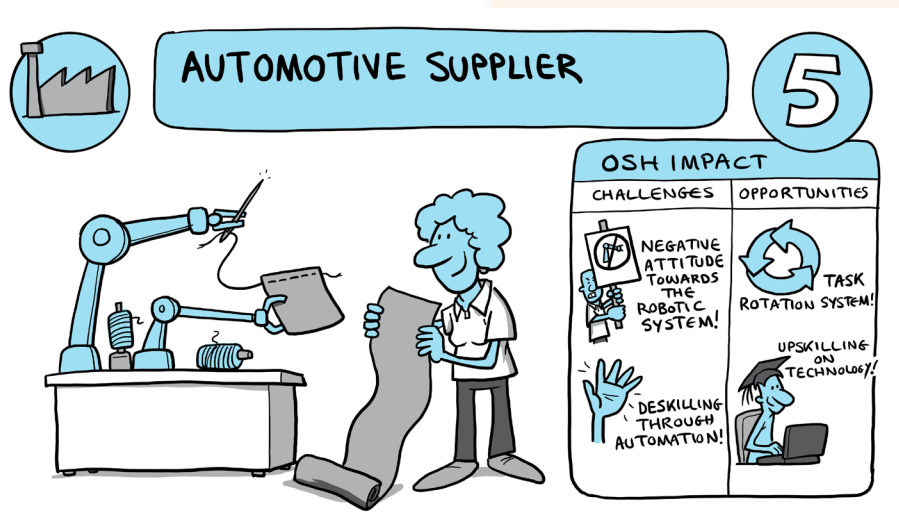 AUTOMOTIVE SUPPLIER
5
OSH IMPACT
CHALLENGES
OPPORTUNITIES
NEGATIVE
ATTITUDE
TOWARDS
THE
ROBOTIC
SYSTEM!
DESKILLING
THROUGH
AUTOMATION!
TASK
ROTATION SYSTEM!
UPSKILLING
ON
TECHNOLOGY!